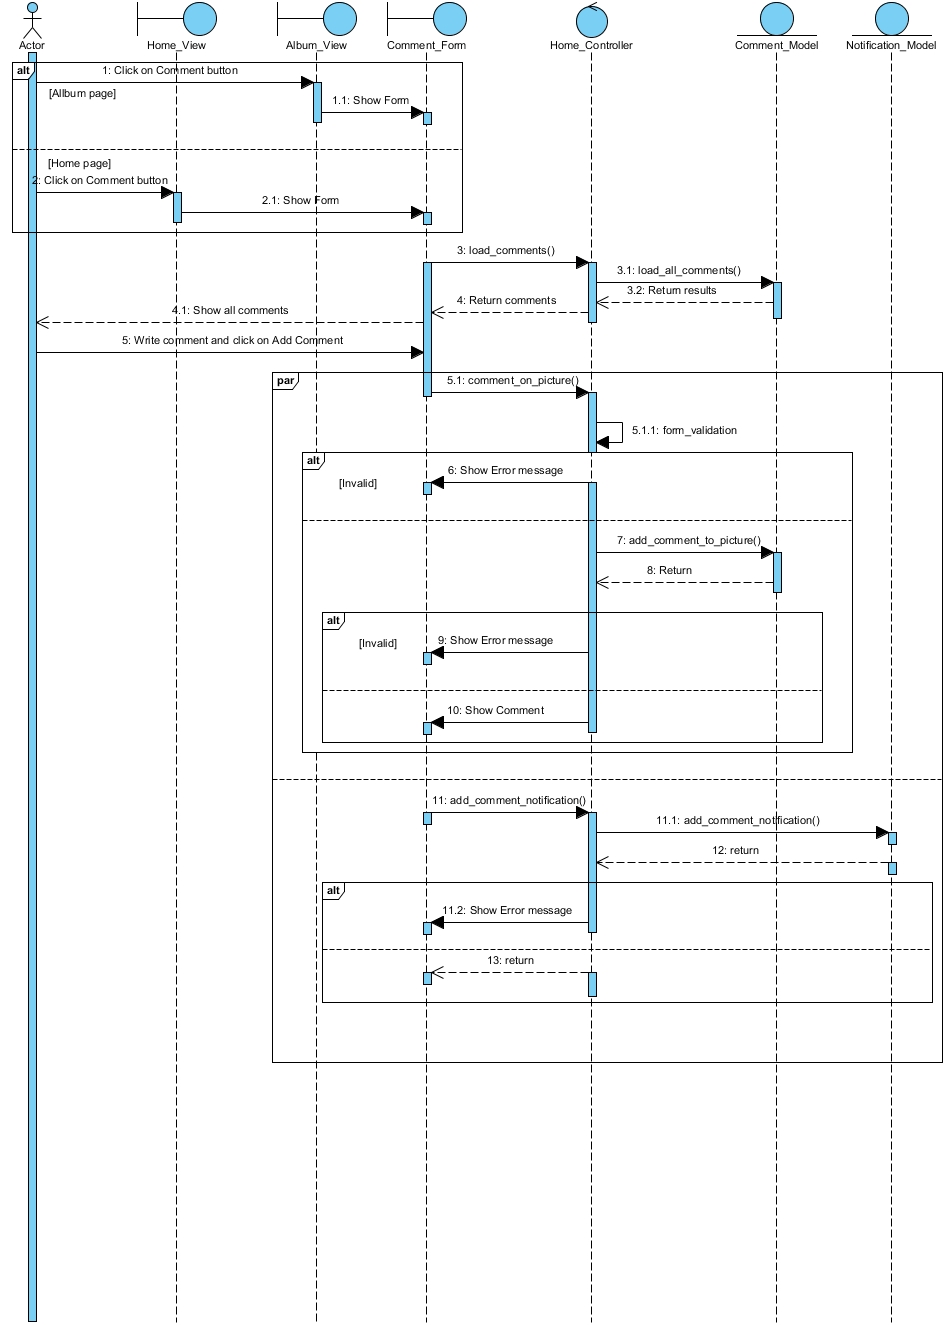 Actor
Home_View
Album_View
Comment_Form
Home_Controller
Comment_Model
Notification_Model
alt
1: Click on Comment button
[Allbum page]
1.1: Show Form
[Home page]
2: Click on Comment button
2.1: Show Form
3: load_comments()
3.1: load_all_comments()
3.2: Return results
4: Return comments
4.1: Show all comments
5: Write comment and click on Add Comment
par
5.1: comment_on_picture()
5.1.1: form_validation
alt
6: Show Error message
[Invalid]
7: add_comment_to_picture()
8: Return
alt
9: Show Error message
[Invalid]
10: Show Comment
11: add_comment_notification()
11.1: add_comment_notification()
12: return
alt
11.2: Show Error message
13: return